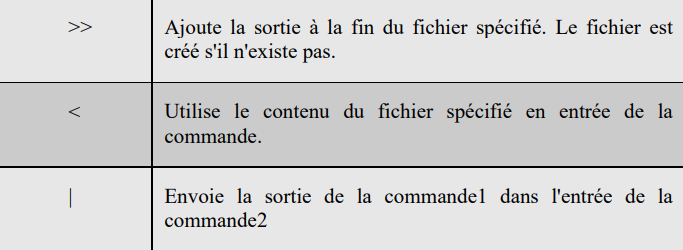 >> Ajoute la sortie à la fin du fichier spécifié. Le fichier est
créé s'il n'existe pas.
< Utilise le contenu du fichier spécifié en entrée de la
commande.
| Envoie la sortie de la commande1 dans l'entrée de la
commande2